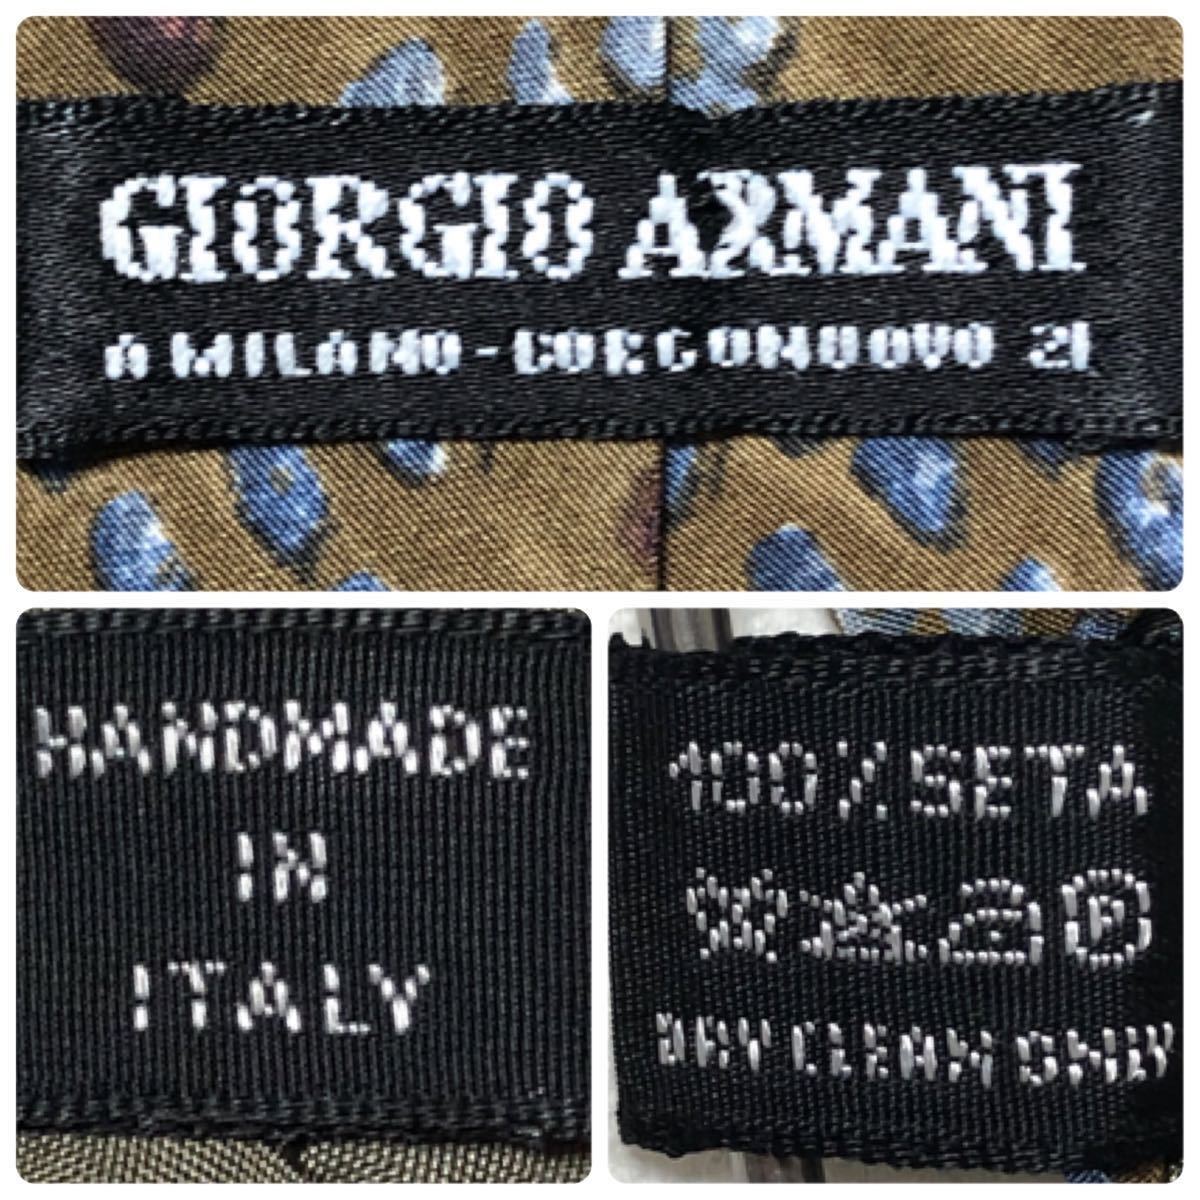 GIORGIO ARMANI
A MILANO - BORGONUOVO 21
HANDMADE
IN
ITALY
100% SETA
P
DRY CLEAN ONLY